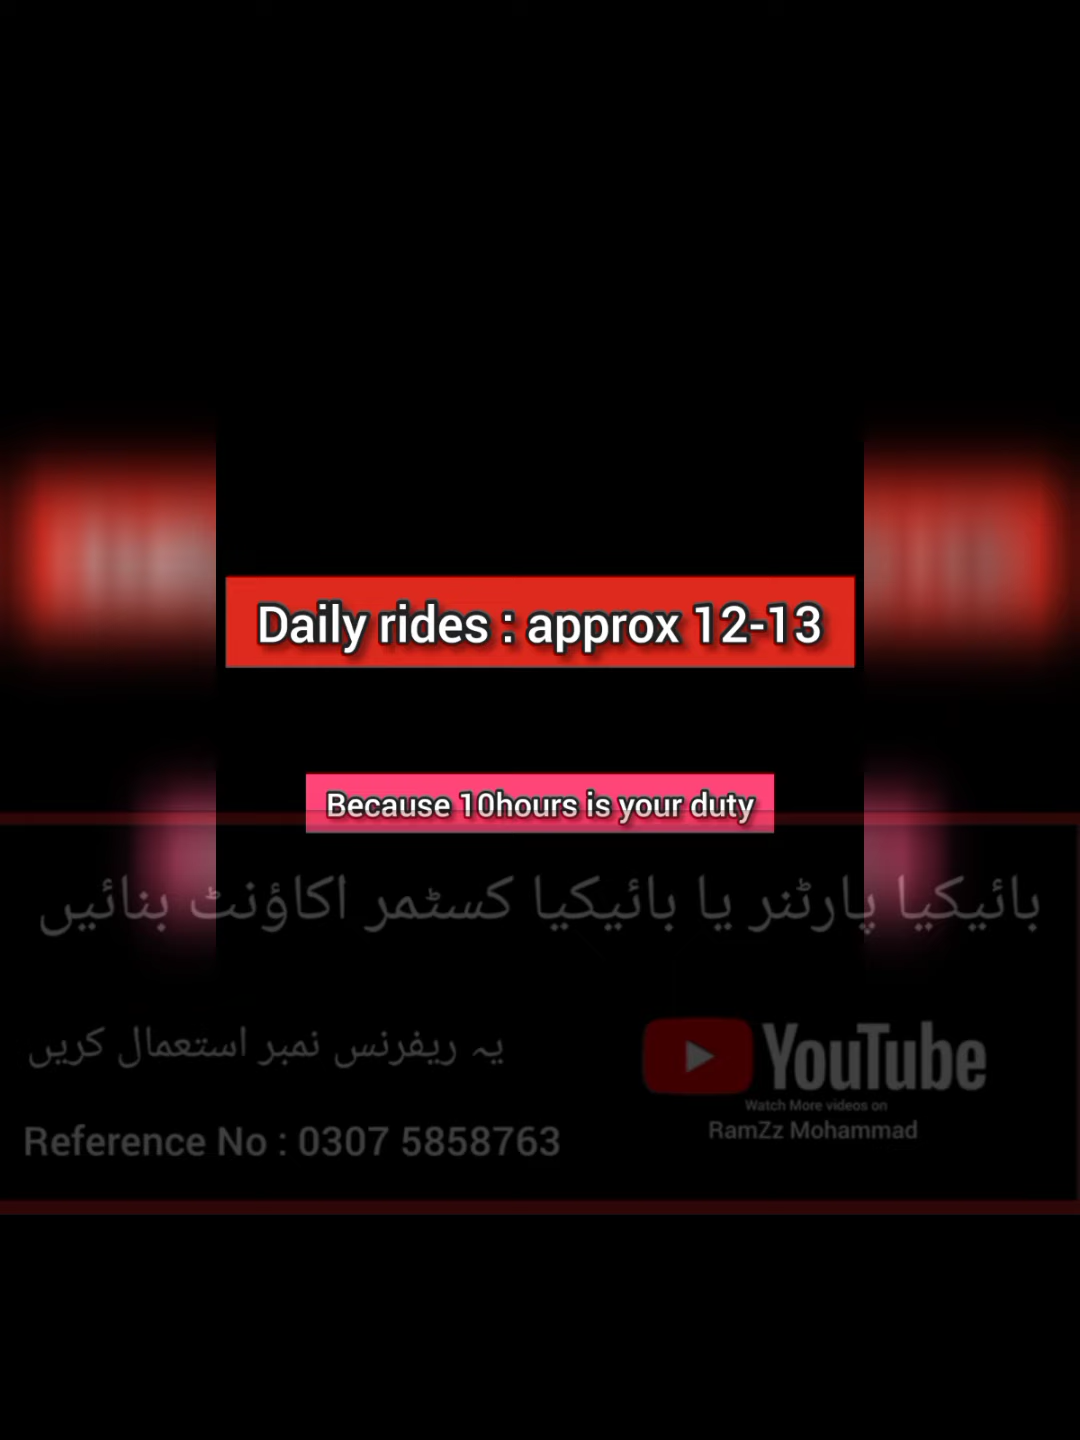 Daily rides : approx 12-13
Because 10hours is your duty
بائیکیا پارٹنر یا بائیکیا کسٹمر اکاؤنٹ بنائیں
یہ ریفرنس نمبر استعمال کریں
YouTube
Watch More videos on
RamZz Mohammad
Reference No : 0307 5858763